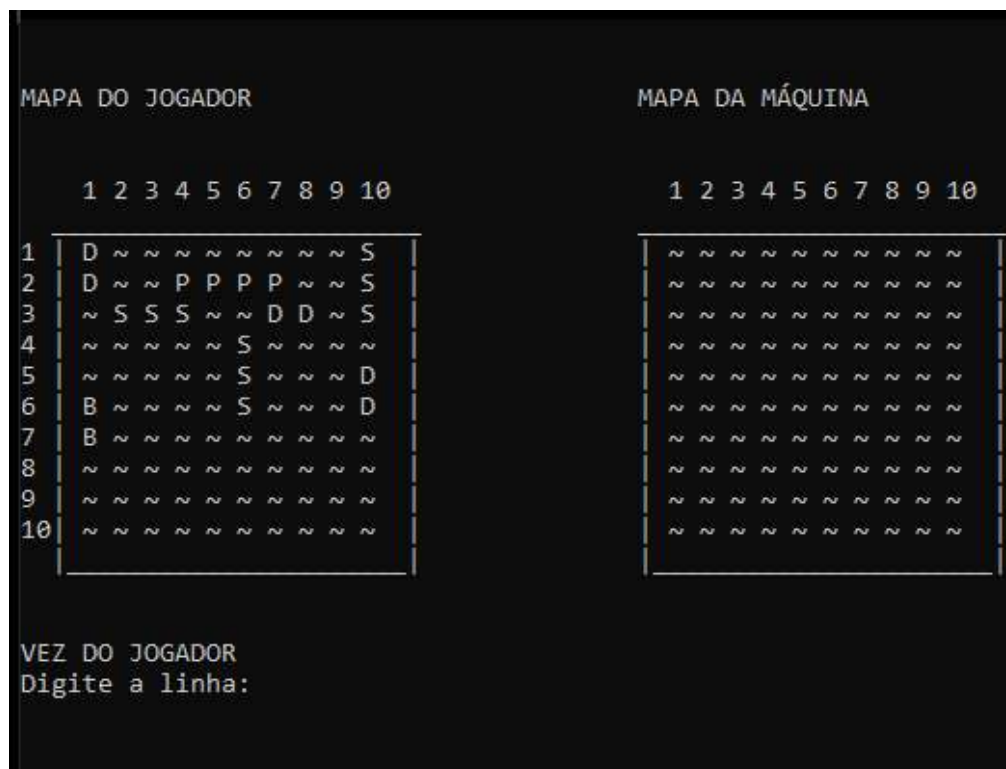 MAPA DO JOGADOR MAPA DA MÁQUINA
1 2 3 4 5 6 7 8 9 10 1 2 3 4 5 6 7 8 9 10
1 | D ~ ~ ~ ~ ~ ~ ~ ~ S | | ~ ~ ~ ~ ~ ~ ~ ~ ~ ~ |
2 | D ~ ~ P P P P ~ ~ S | | ~ ~ ~ ~ ~ ~ ~ ~ ~ ~ |
3 | ~ S S S ~ ~ D D ~ S | | ~ ~ ~ ~ ~ ~ ~ ~ ~ ~ |
4 | ~ ~ ~ ~ ~ S ~ ~ ~ ~ | | ~ ~ ~ ~ ~ ~ ~ ~ ~ ~ |
5 | ~ ~ ~ ~ ~ S ~ ~ ~ D | | ~ ~ ~ ~ ~ ~ ~ ~ ~ ~ |
6 | B ~ ~ ~ ~ S ~ ~ ~ D | | ~ ~ ~ ~ ~ ~ ~ ~ ~ ~ |
7 | B ~ ~ ~ ~ ~ ~ ~ ~ ~ | | ~ ~ ~ ~ ~ ~ ~ ~ ~ ~ |
8 | ~ ~ ~ ~ ~ ~ ~ ~ ~ ~ | | ~ ~ ~ ~ ~ ~ ~ ~ ~ ~ |
9 | ~ ~ ~ ~ ~ ~ ~ ~ ~ ~ | | ~ ~ ~ ~ ~ ~ ~ ~ ~ ~ |
10| ~ ~ ~ ~ ~ ~ ~ ~ ~ ~ | | ~ ~ ~ ~ ~ ~ ~ ~ ~ ~ |
VEZ DO JOGADOR
Digite a linha: